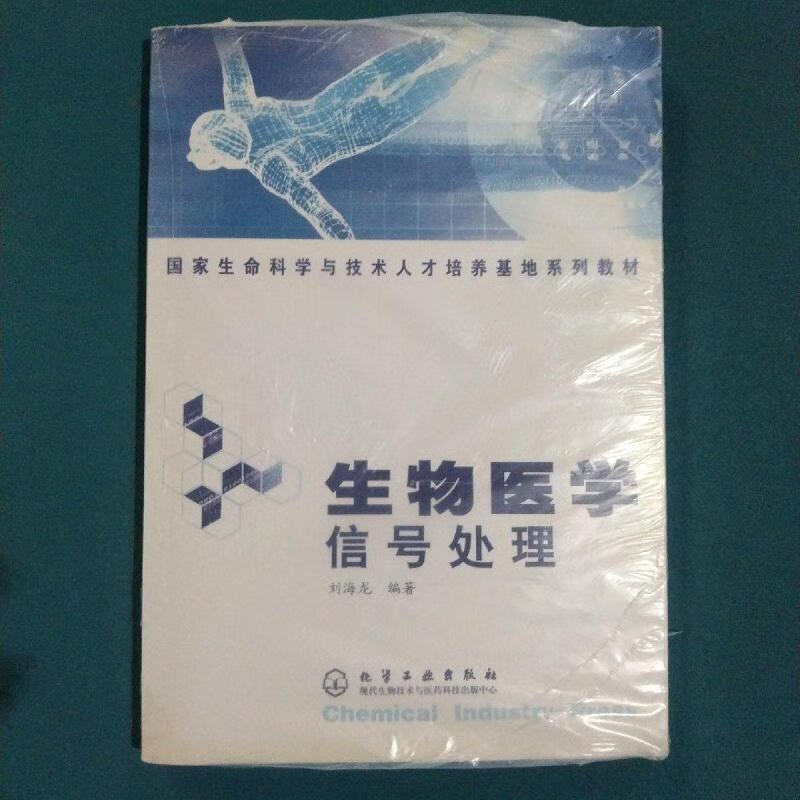 国家生命科学与技术人才培养基地系列教材
生物医学
信号处理
刘海龙 编著
化学工业出版社
现代生物技术与医药科技出版中心
Chemical Industry Press